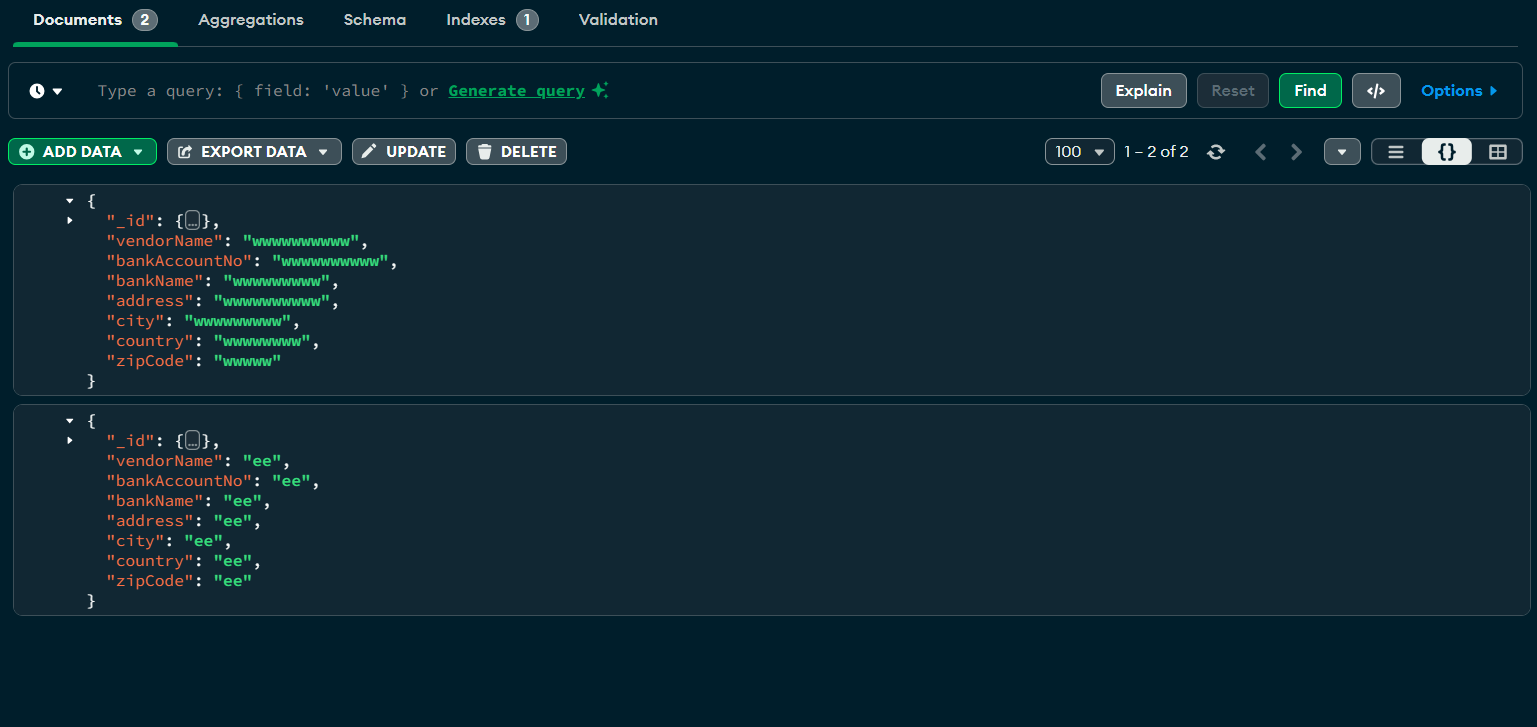 Documents 2 Aggregations Schema Indexes 1 Validation
Type a query: { field: 'value' } or Generate query Explain Reset Find </> Options
ADD DATA EXPORT DATA UPDATE DELETE 100 1 – 2 of 2 {}
{
"_id": {…},
"vendorName": "wwwwwwwwww",
"bankAccountNo": "wwwwwwwwww",
"bankName": "wwwwwwwww",
"address": "wwwwwwwwww",
"city": "wwwwwwwww",
"country": "wwwwwwww",
"zipCode": "wwwww"
}
{
"_id": {…},
"vendorName": "ee",
"bankAccountNo": "ee",
"bankName": "ee",
"address": "ee",
"city": "ee",
"country": "ee",
"zipCode": "ee"
}